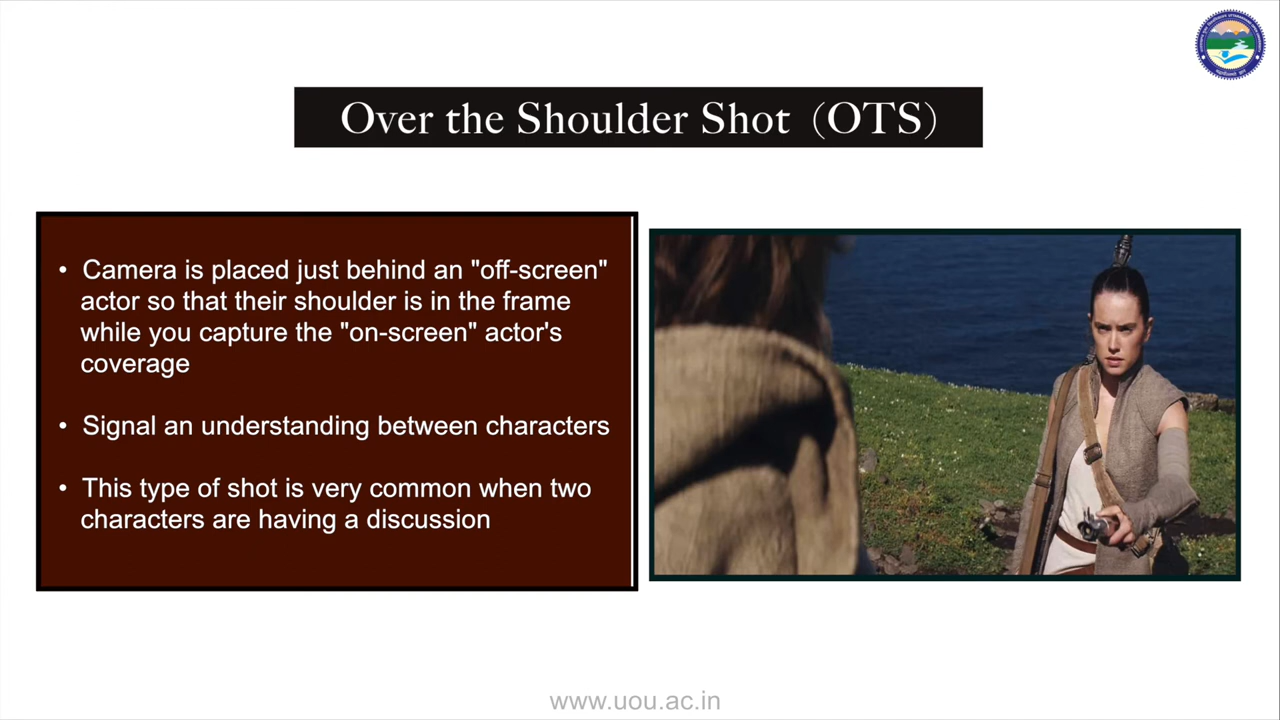 Over the Shoulder Shot (OTS)
• Camera is placed just behind an "off-screen"
actor so that their shoulder is in the frame
while you capture the "on-screen" actor's
coverage
• Signal an understanding between characters
• This type of shot is very common when two
characters are having a discussion
www.uou.ac.in